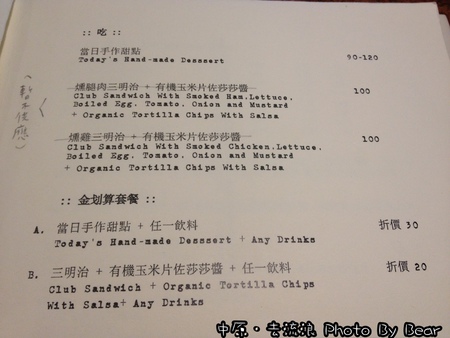 :: 吃 ::
當日手作甜點
Today's Hand-made Desssert 90-120
燻腿肉三明治 + 有機玉米片佐莎莎醬 100
Club Sandwich With Smoked Ham,Lettuce,
Boiled Egg, Tomato, Onion and Mustard
+ Organic Tortilla Chips With Salsa
(暫不供應)
燻雞三明治 + 有機玉米片佐莎莎醬 100
Club Sandwich With Smoked Chicken,Lettuce,
Boiled Egg, Tomato, Onion and Mustard
+ Organic Tortilla Chips With Salsa
:: 金划算套餐 ::
A. 當日手作甜點 + 任一飲料 折價 30
Today's Hand-made Desssert + Any Drinks
B. 三明治 + 有機玉米片佐莎莎醬 + 任一飲料 折價 20
Club Sandwich + Organic Tortilla Chips
With Salsa + Any Drinks
中原·去流浪 Photo By Bear